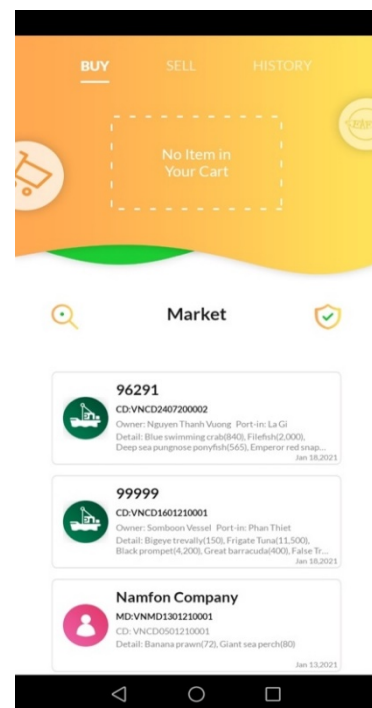 BUY SELL HISTORY
No Item in
Your Cart
Market
96291
CD:VNCD2407200002
Owner: Nguyen Thanh Vuong Port-in: La Gi
Detail: Blue swimming crab(840), Filefish(2,000),
Deep sea pungnose ponyfish(565), Emperor red snap...
Jan 18,2021
99999
CD:VNCD1601210001
Owner: Somboon Vessel Port-in: Phan Thiet
Detail: Bigeye trevally(150), Frigate Tuna(11,500),
Black prompet(4,200), Great barracuda(400), False Tr...
Jan 18,2021
Namfon Company
MD:VNMD1301210001
CD: VNCD0501210001
Detail: Banana prawn(72), Giant sea perch(80)
Jan 13,2021